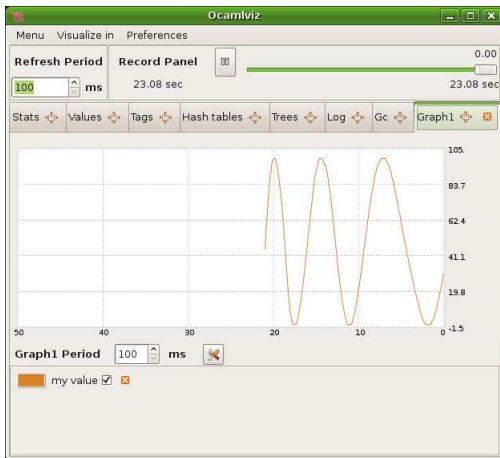 Ocamlviz
Menu Visualize in Preferences
Refresh Period
Record Panel
0.00
100 ms
23.08 sec
23.08 sec
Stats Values Tags Hash tables Trees Log Gc Graph1
105.
83.7
62.4
41.1
19.8
-1.5
50 40 30 20 10 0
Graph1 Period 100 ms
my value